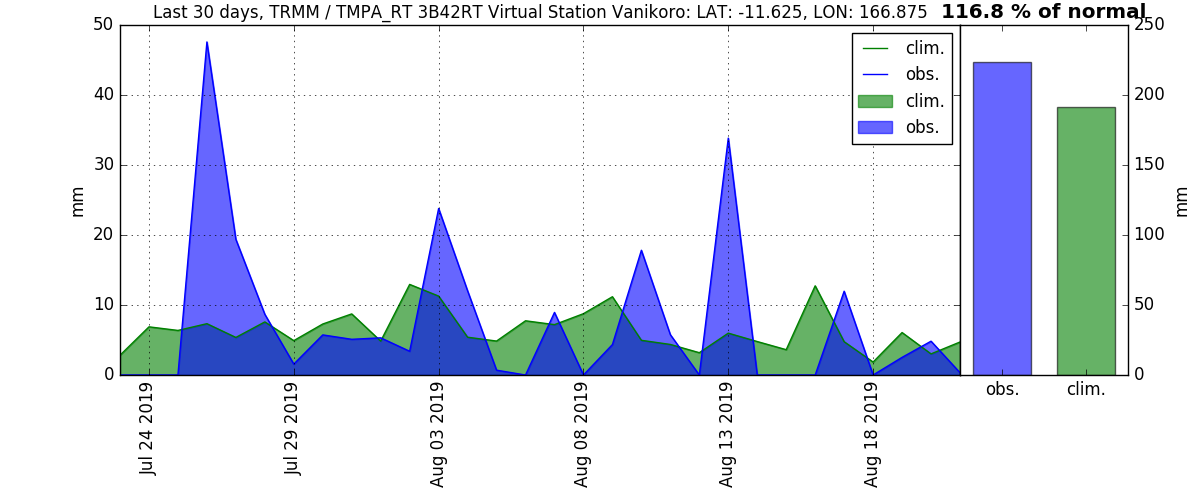 Last 30 days, TRMM / TMPA_RT 3B42RT Virtual Station Vanikoro: LAT: -11.625, LON: 166.875 116.8 % of normal
50
40
30
20
10
0
mm
clim.
obs.
clim.
obs.
250
200
150
100
50
0
mm
Jul 24 2019
Jul 29 2019
Aug 03 2019
Aug 08 2019
Aug 13 2019
Aug 18 2019
obs.
clim.